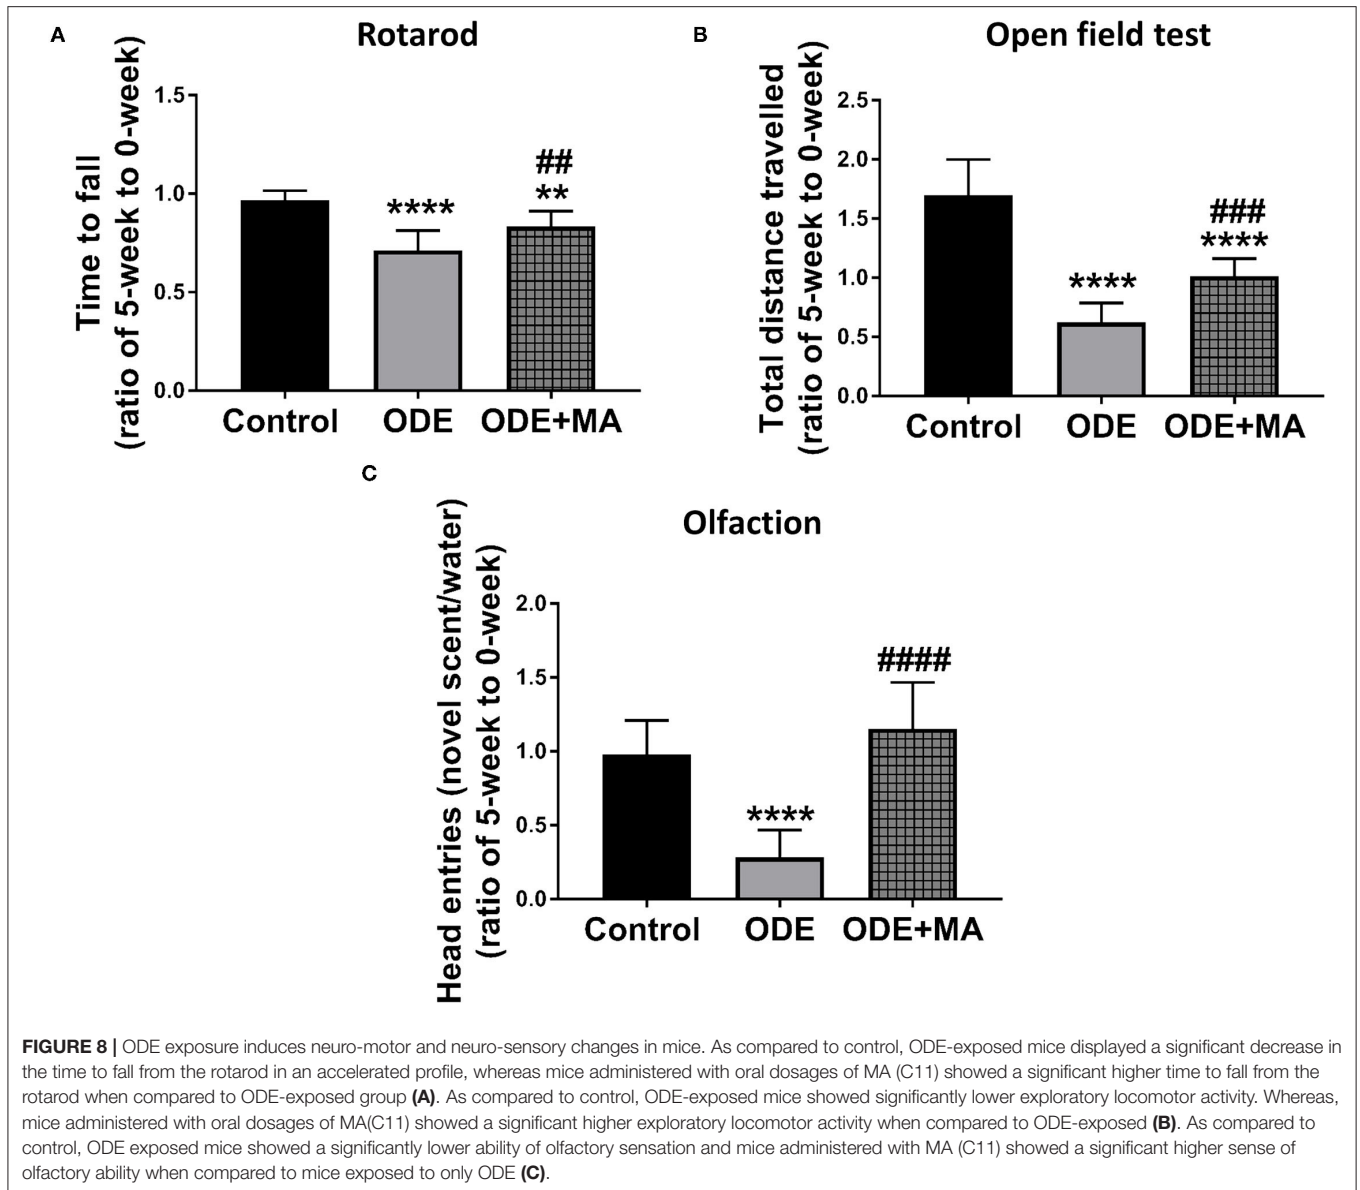 A
Rotarod
Time to fall
(ratio of 5-week to 0-week)
1.5
1.0
0.5
0.0
****
##
**
Control ODE ODE+MA
B
Open field test
Total distance travelled
(ratio of 5-week to 0-week)
2.5
2.0
1.5
1.0
0.5
0.0
****
###
****
Control ODE ODE+MA
C
Olfaction
Head entries (novel scent/water)
(ratio of 5-week to 0-week)
2.0
1.5
1.0
0.5
0.0
****
####
Control ODE ODE+MA
FIGURE 8 | ODE exposure induces neuro-motor and neuro-sensory changes in mice. As compared to control, ODE-exposed mice displayed a significant decrease in
the time to fall from the rotarod in an accelerated profile, whereas mice administered with oral dosages of MA (C11) showed a significant higher time to fall from the
rotarod when compared to ODE-exposed group (A). As compared to control, ODE-exposed mice showed significantly lower exploratory locomotor activity. Whereas,
mice administered with oral dosages of MA(C11) showed a significant higher exploratory locomotor activity when compared to ODE-exposed (B). As compared to
control, ODE exposed mice showed a significantly lower ability of olfactory sensation and mice administered with MA (C11) showed a significant higher sense of
olfactory ability when compared to mice exposed to only ODE (C).